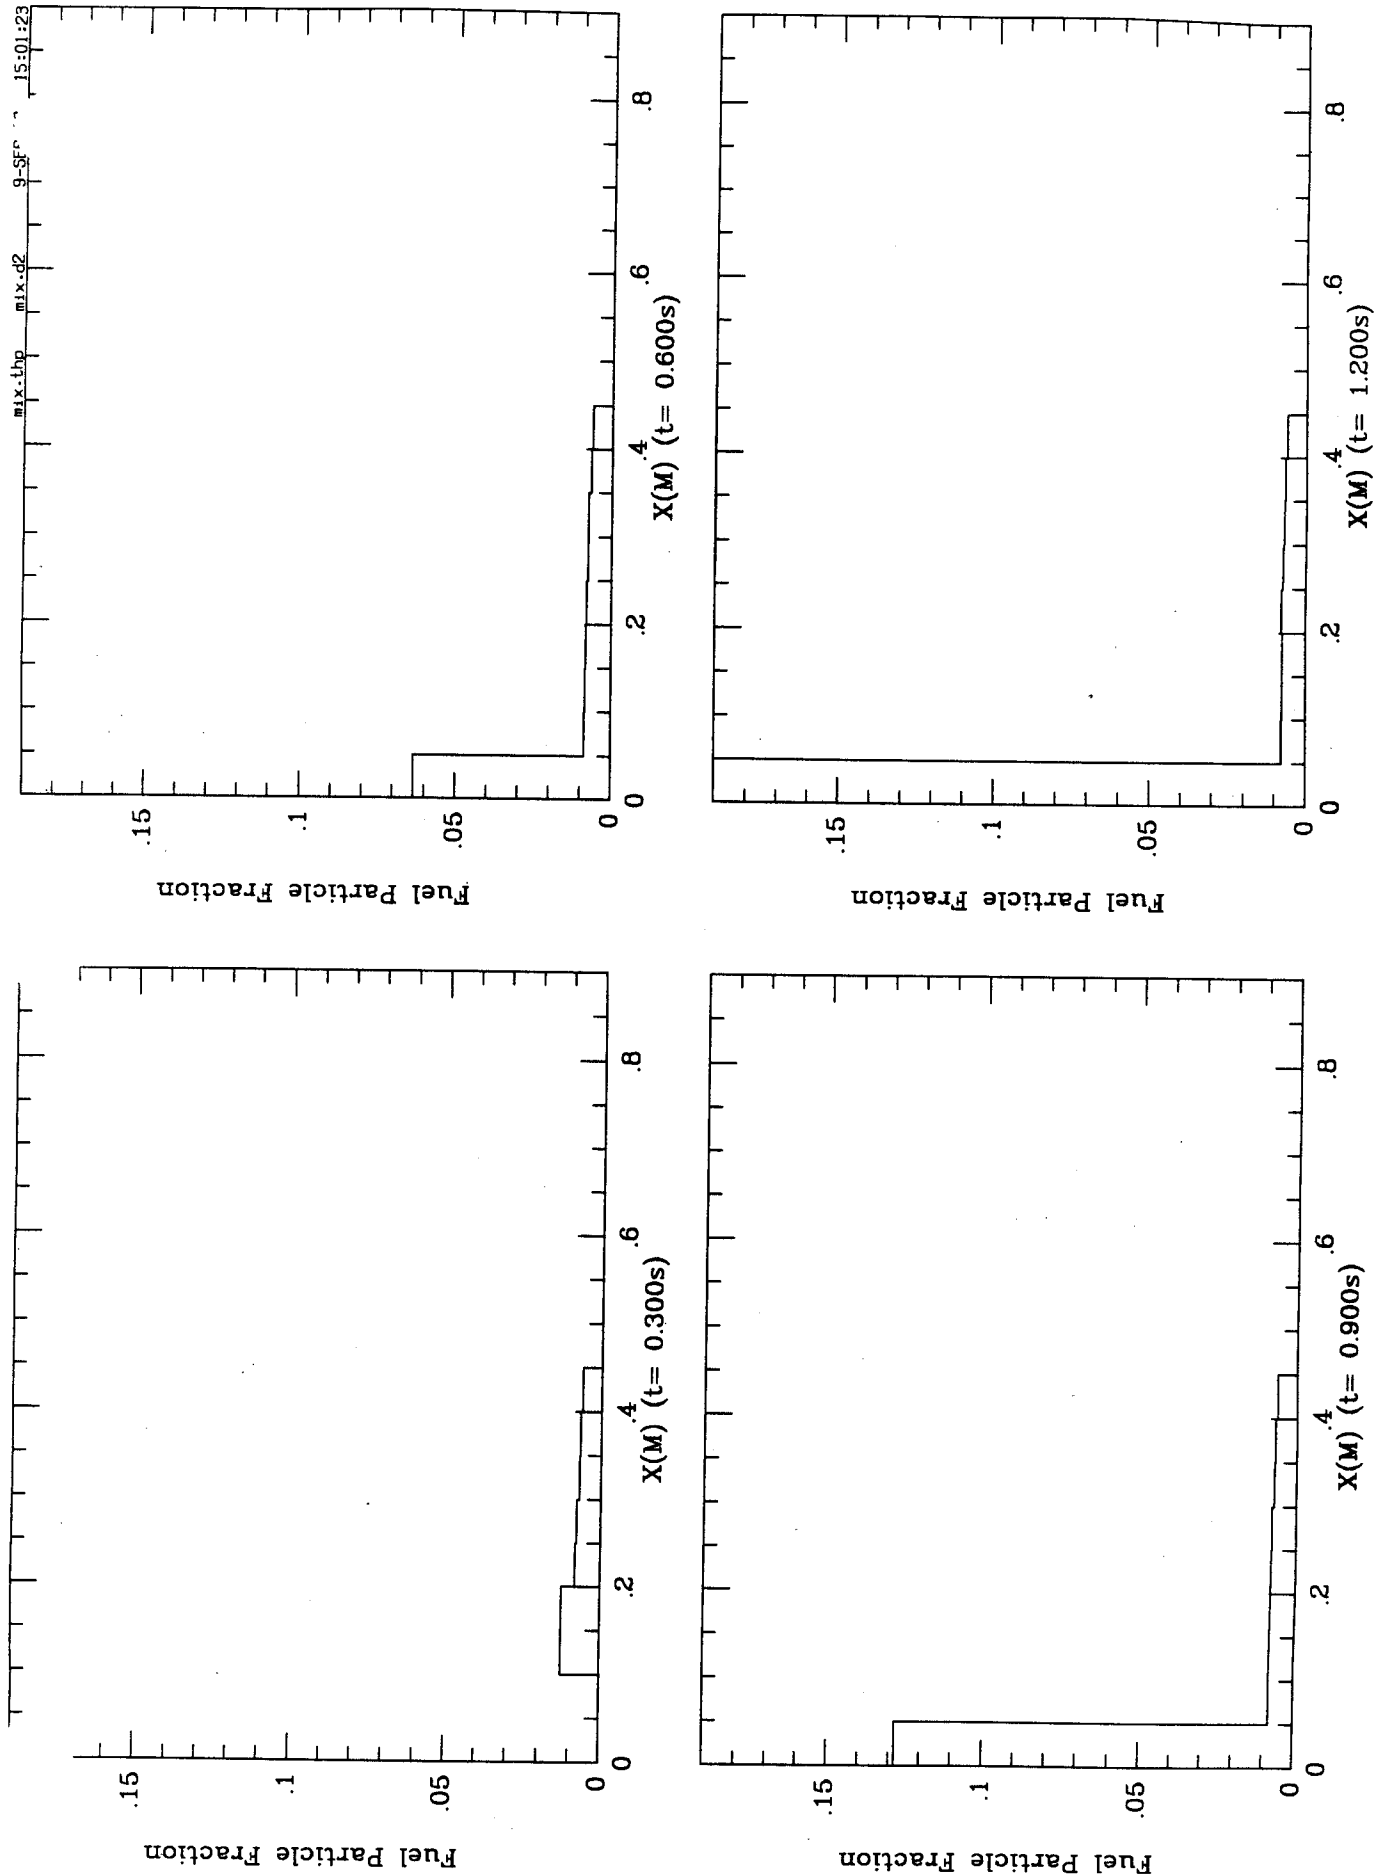 mix.thp mix.d2 15:01:23
Fuel Particle Fraction
.15
.1
.05
0
0 .2 .4 .6 .8
X(M) (t= 0.300s)
Fuel Particle Fraction
.15
.1
.05
0
0 .2 .4 .6 .8
X(M) (t= 0.600s)
Fuel Particle Fraction
.15
.1
.05
0
0 .2 .4 .6 .8
X(M) (t= 0.900s)
Fuel Particle Fraction
.15
.1
.05
0
0 .2 .4 .6 .8
X(M) (t= 1.200s)